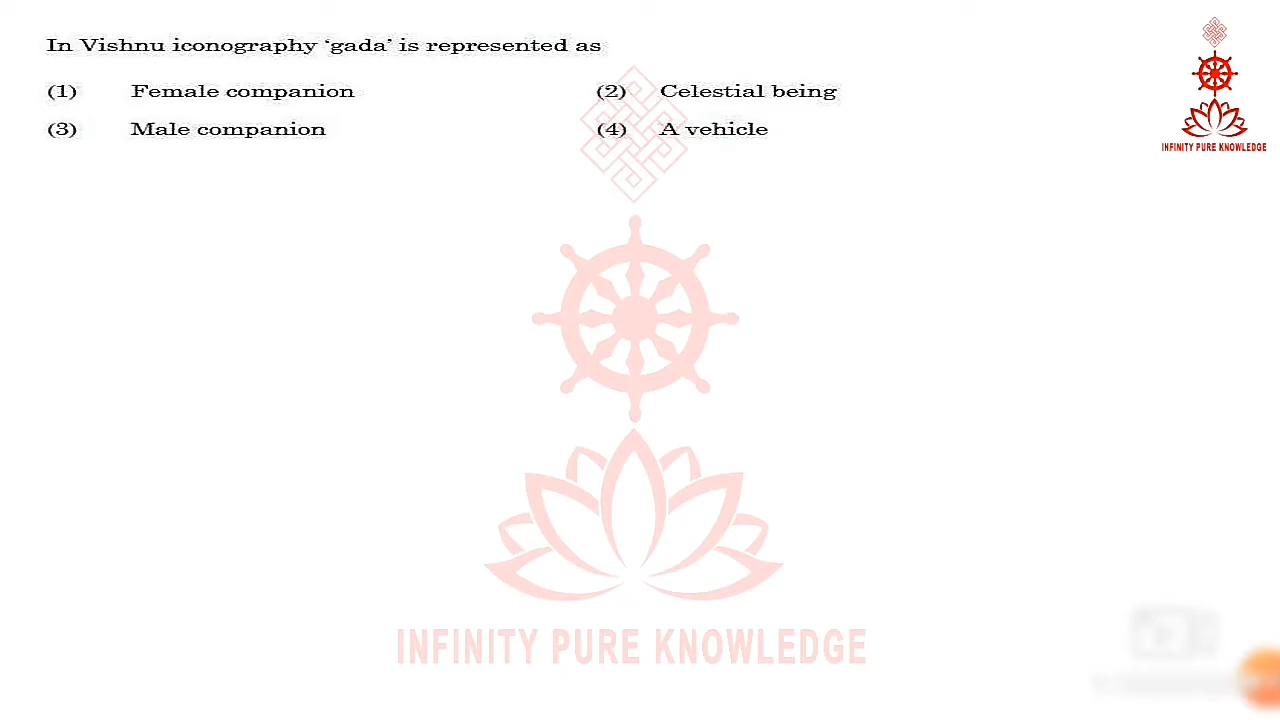 In Vishnu iconography ‘gada’ is represented as
(1) Female companion (2) Celestial being
(3) Male companion (4) A vehicle
INFINITY PURE KNOWLEDGE
INFINITY PURE KNOWLEDGE